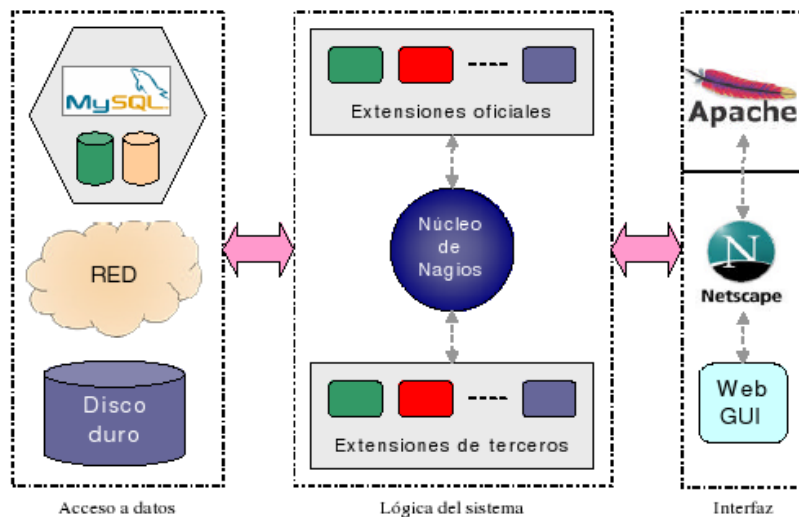 MySQL
RED
Disco
duro
Acceso a datos
Extensiones oficiales
Núcleo
de
Nagios
Extensiones de terceros
Lógica del sistema
Apache
N
Netscape
Web
GUI
Interfaz